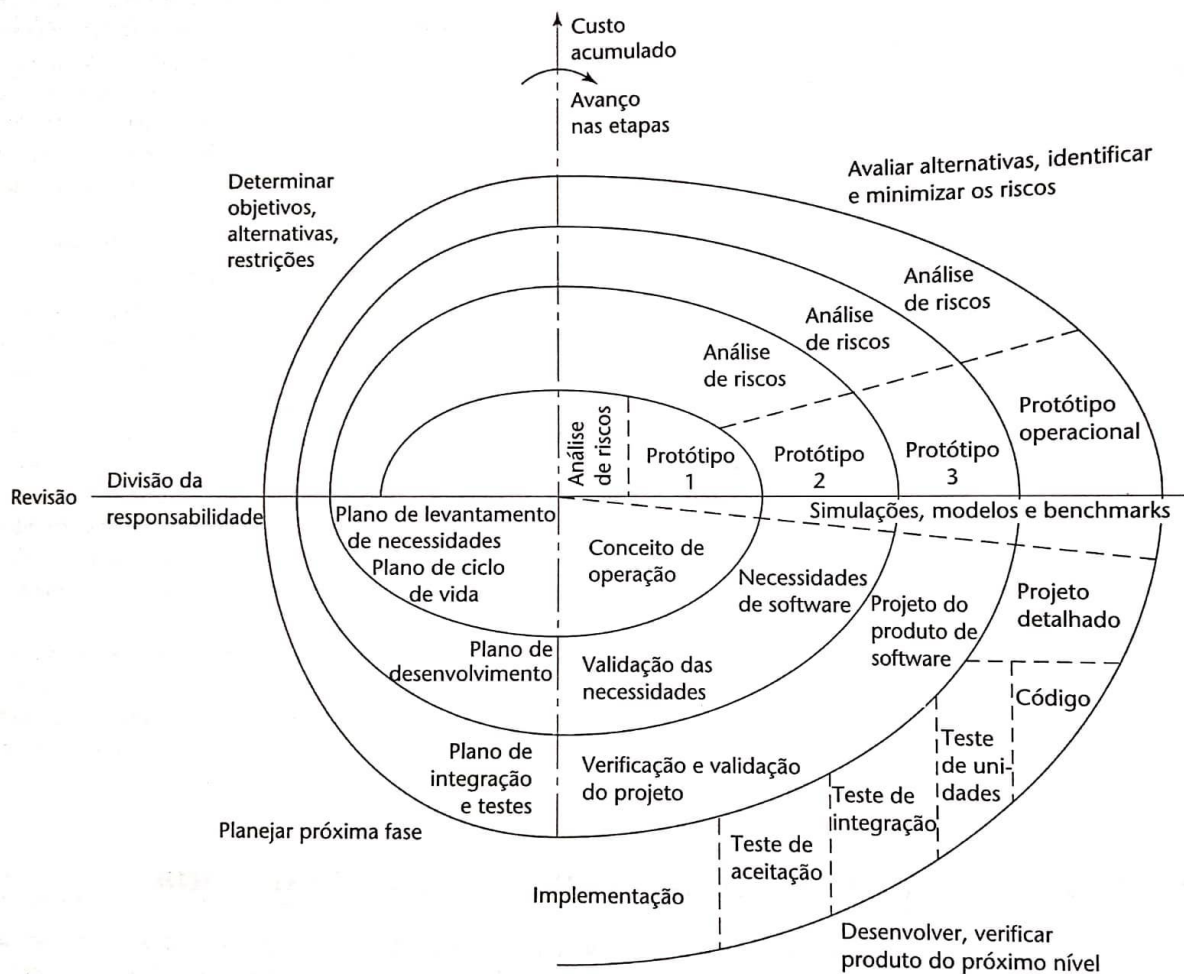 Custo
acumulado
Avanço
nas etapas
Determinar
objetivos,
alternativas,
restrições
Avaliar alternativas, identificar
e minimizar os riscos
Análise
de riscos
Análise
de riscos
Análise
de riscos
Análise
de riscos
Protótipo
1
Protótipo
2
Protótipo
3
Protótipo
operacional
Revisão
Divisão da
responsabilidade
Simulações, modelos e benchmarks
Plano de levantamento
de necessidades
Plano de ciclo
de vida
Conceito de
operação
Necessidades
de software
Projeto do
produto de
software
Projeto
detalhado
Plano de
desenvolvimento
Validação das
necessidades
Código
Teste
de uni-
dades
Plano de
integração
e testes
Verificação e validação
do projeto
Teste de
integração
Planejar próxima fase
Teste de
aceitação
Implementação
Desenvolver, verificar
produto do próximo nível